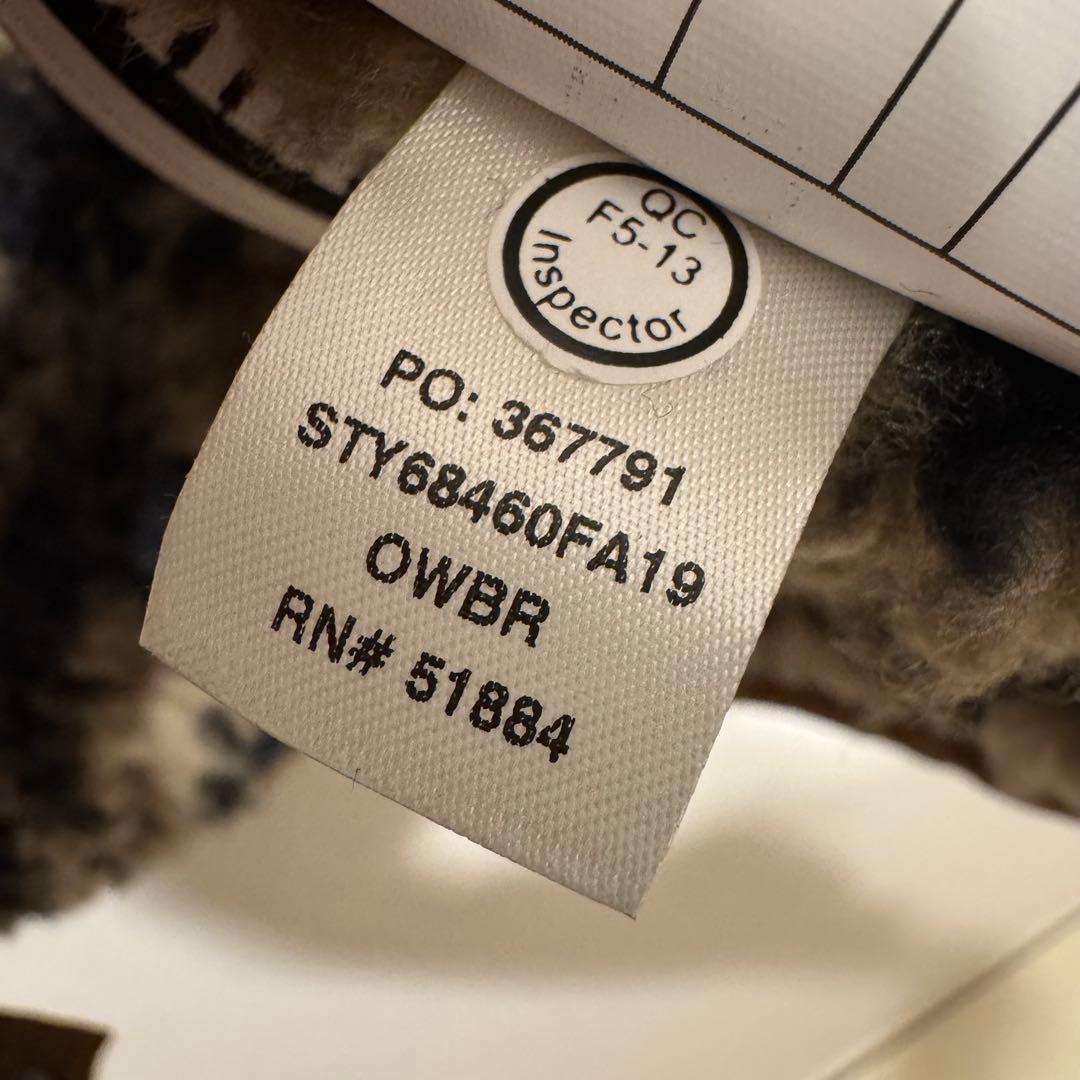 QC
F5-13
Inspector
PO: 367791
STY68460FA19
OWBR
RN# 51884